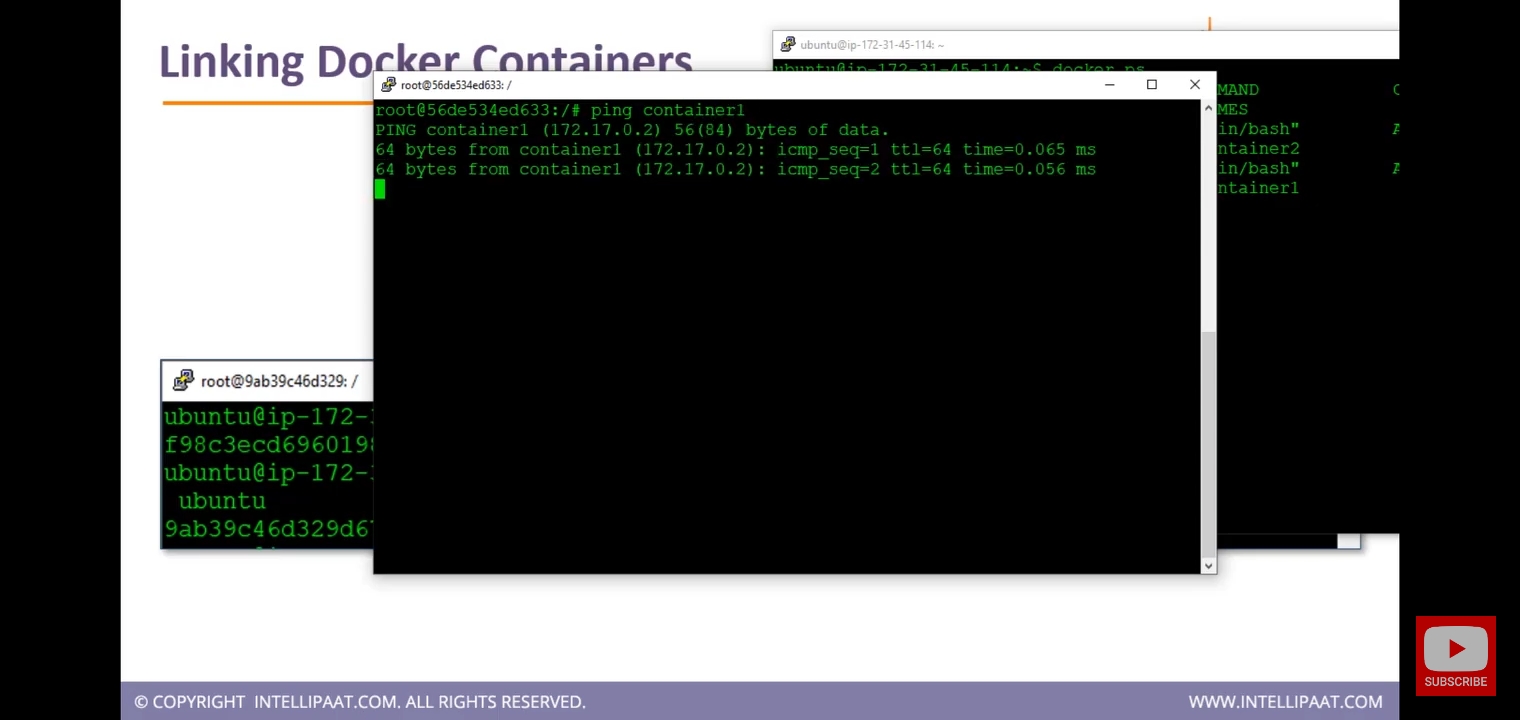 Linking Docker Containers
ubuntu@ip-172-31-45-114: ~
ubuntu@ip-172-31-45-114:~$ docker ps
root@56de534ed633: /
root@56de534ed633:/# ping container1
PING container1 (172.17.0.2) 56(84) bytes of data.
64 bytes from container1 (172.17.0.2): icmp_seq=1 ttl=64 time=0.065 ms
64 bytes from container1 (172.17.0.2): icmp_seq=2 ttl=64 time=0.056 ms
MAND
MES
in/bash"
ntainer2
in/bash"
ntainer1
root@9ab39c46d329: /
ubuntu@ip-172-
f98c3ecd696019
ubuntu@ip-172-
ubuntu
9ab39c46d329d6
SUBSCRIBE
© COPYRIGHT INTELLIPAAT.COM. ALL RIGHTS RESERVED.
WWW.INTELLIPAAT.COM